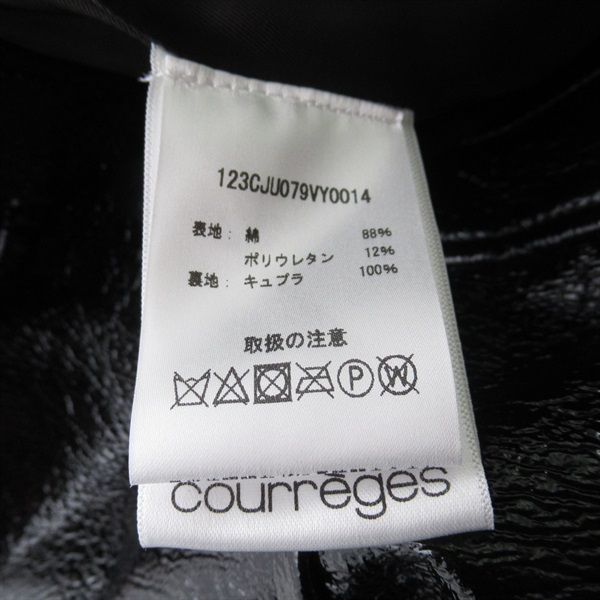 123CJU079VY0014
表地: 綿 88%
ポリウレタン 12%
裏地: キュプラ 100%
取扱の注意
P W
courrèges